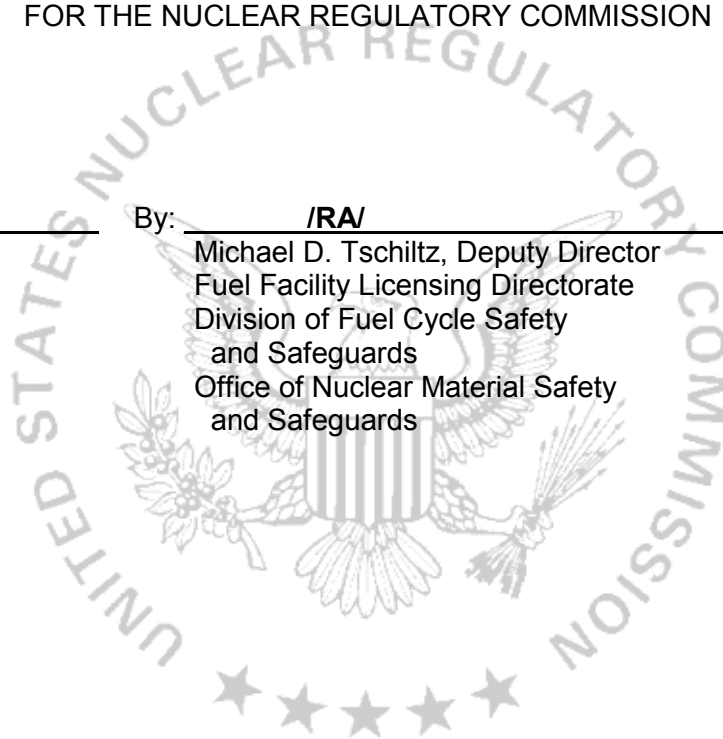 FOR THE NUCLEAR REGULATORY COMMISSION
By: /RA/
Michael D. Tschiltz, Deputy Director
Fuel Facility Licensing Directorate
Division of Fuel Cycle Safety
and Safeguards
Office of Nuclear Material Safety
and Safeguards
UNITED STATES NUCLEAR REGULATORY COMMISSION